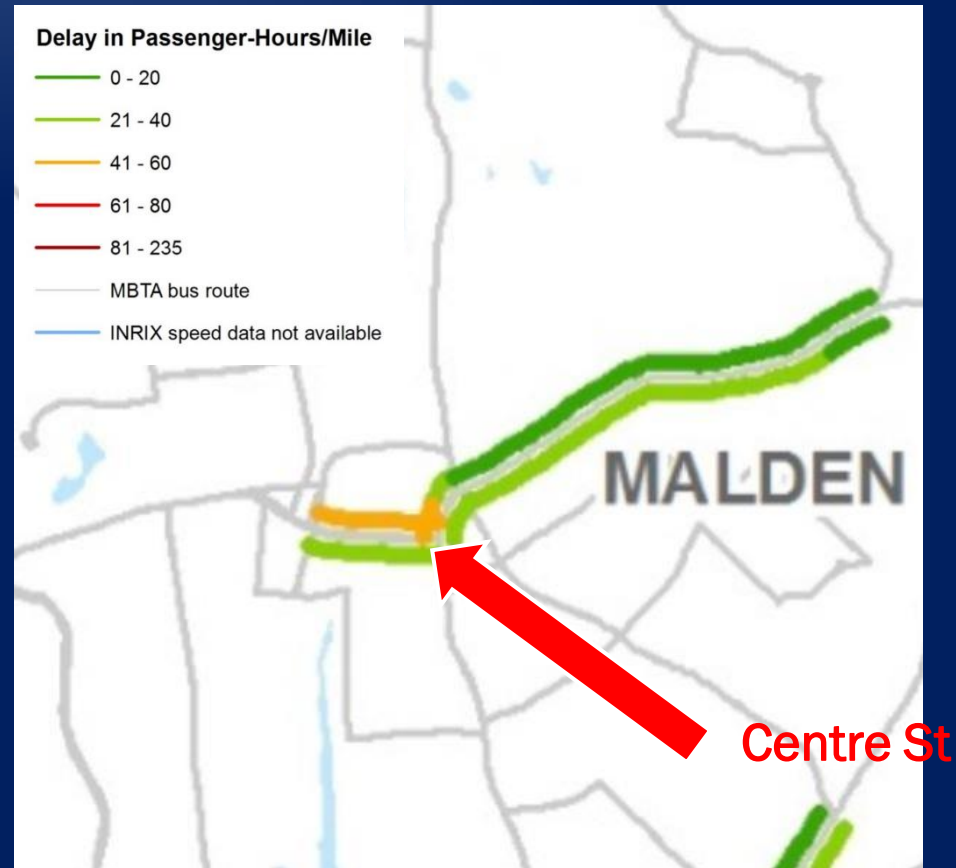 Delay in Passenger-Hours/Mile
0 - 20
21 - 40
41 - 60
61 - 80
81 - 235
MBTA bus route
INRIX speed data not available
MALDEN
Centre St